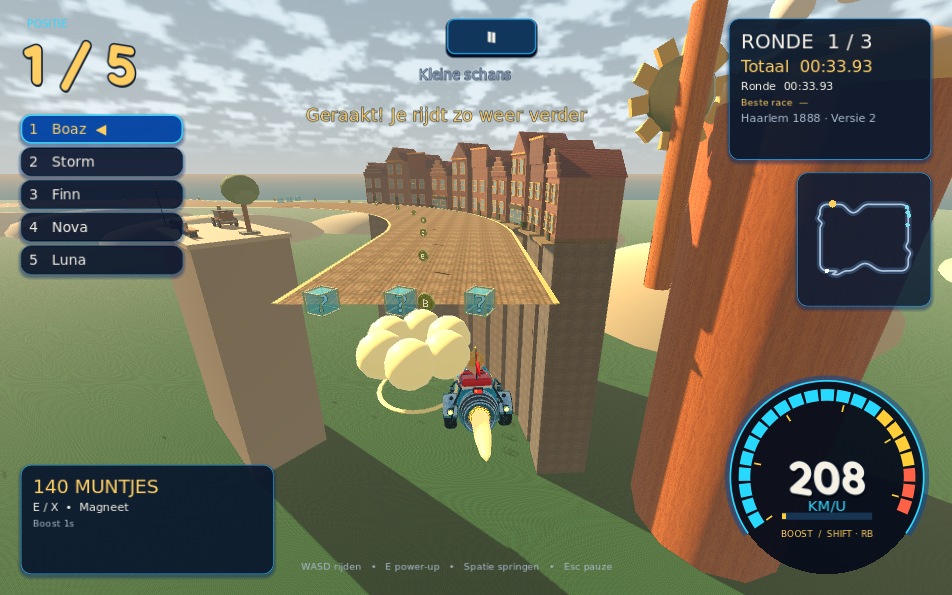 POSITIE
1/5
1 Boaz ◀
2 Storm
3 Finn
4 Nova
5 Luna
Kleine schans
Geraakt! Je rijdt zo weer verder
RONDE 1 / 3
Totaal 00:33.93
Ronde 00:33.93
Beste race —
Haarlem 1888 · Versie 2
?
?
?
B
140 MUNTJES
E / X • Magneet
Boost 1s
208
KM/U
BOOST / SHIFT · RB
WASD rijden • E power-up • Spatie springen • Esc pauze